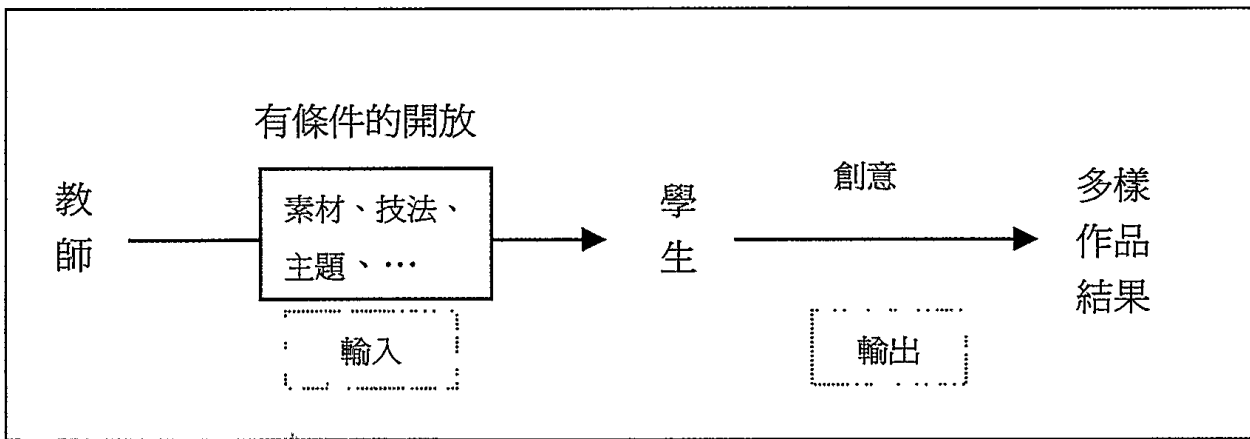 有條件的開放
教師
素材、技法、
主題、…
學生
創意
多樣
作品
結果
輸入
輸出